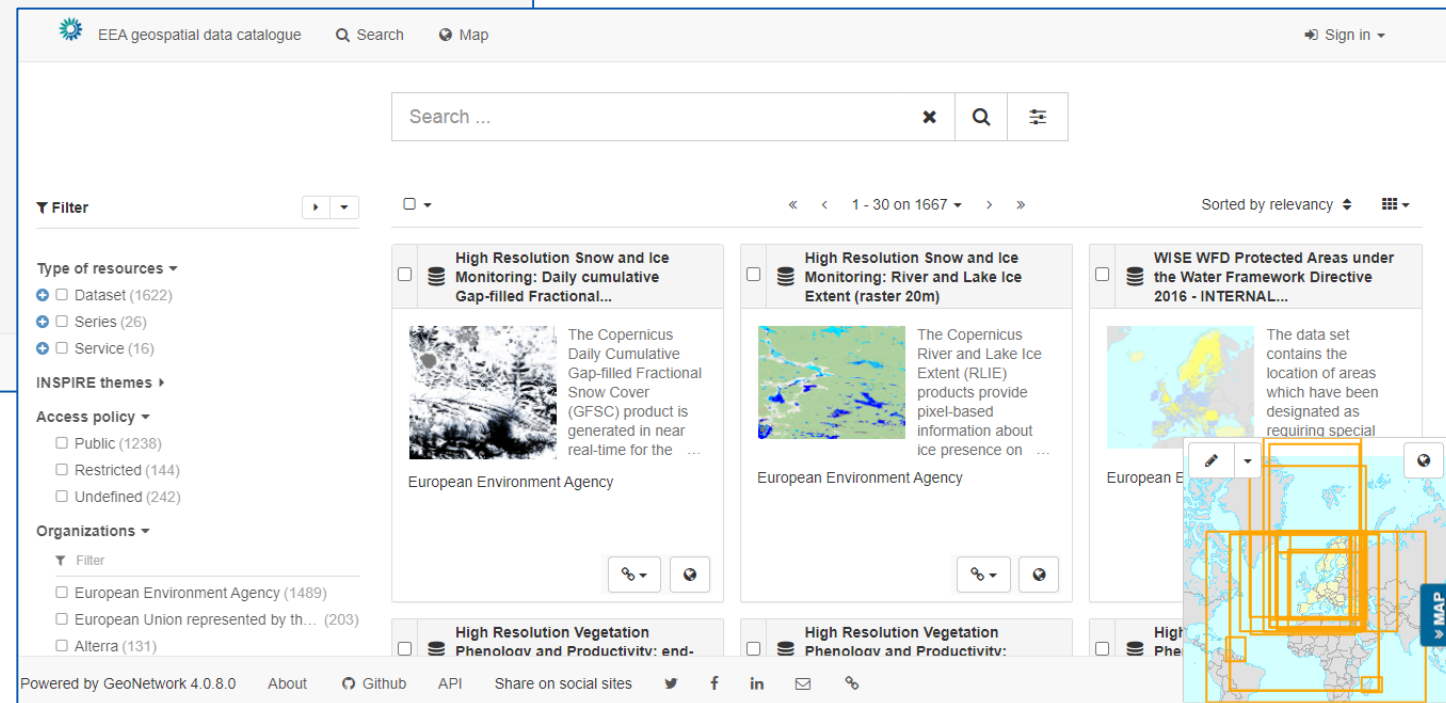 EEA geospatial data catalogue Search Map Sign in
Search ...
Filter
1 - 30 on 1667
Sorted by relevancy
Type of resources
Dataset (1622)
Series (26)
Service (16)
INSPIRE themes
Access policy
Public (1238)
Restricted (144)
Undefined (242)
Organizations
Filter
European Environment Agency (1489)
European Union represented by th... (203)
Alterra (131)
High Resolution Snow and Ice
Monitoring: Daily cumulative
Gap-filled Fractional...
The Copernicus
Daily Cumulative
Gap-filled Fractional
Snow Cover
(GFSC) product is
generated in near
real-time for the ...
European Environment Agency
High Resolution Snow and Ice
Monitoring: River and Lake Ice
Extent (raster 20m)
The Copernicus
River and Lake Ice
Extent (RLIE)
products provide
pixel-based
information about
ice presence on ...
European Environment Agency
WISE WFD Protected Areas under
the Water Framework Directive
2016 - INTERNAL...
The data set
contains the
location of areas
which have been
designated as
requiring special
European E
High Resolution Vegetation
Phenology and Productivity: end-
High Resolution Vegetation
Phenology and Productivity:
High
Phe
MAP
Powered by GeoNetwork 4.0.8.0 About Github API Share on social sites